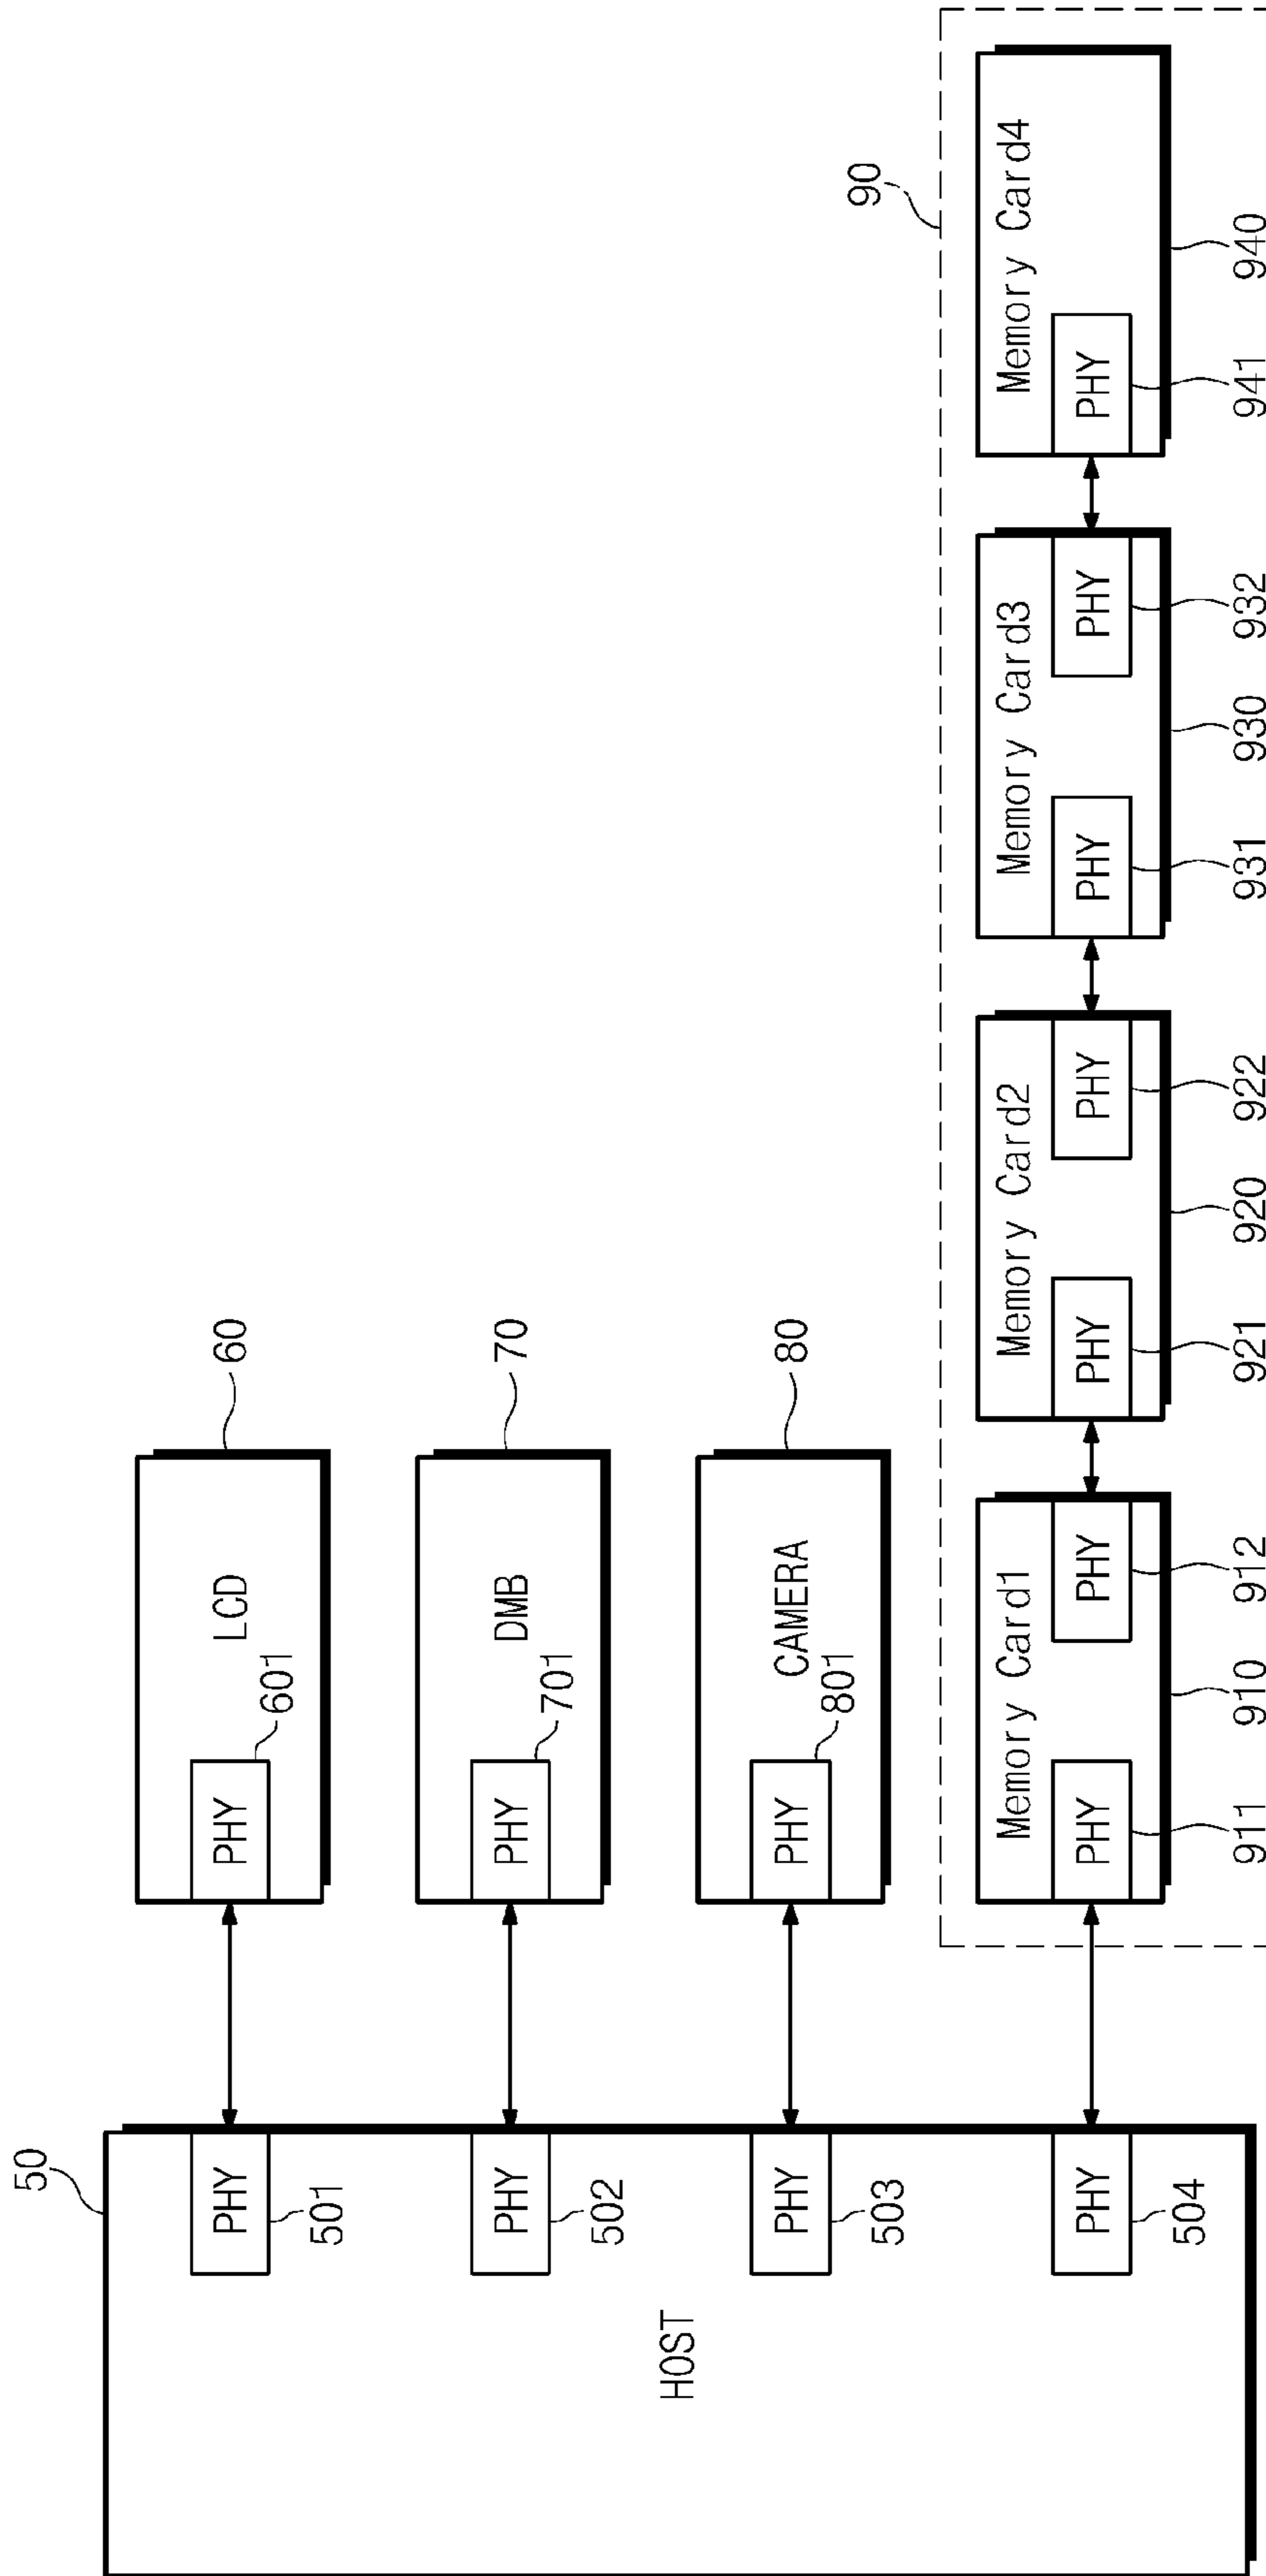 50
HOST
PHY
501
PHY
502
PHY
503
PHY
504
LCD
60
PHY
601
DMB
70
PHY
701
CAMERA
80
PHY
801
90
Memory Card1
PHY
PHY
911
910
912
Memory Card2
PHY
PHY
921
920
922
Memory Card3
PHY
PHY
931
930
932
Memory Card4
PHY
941
940